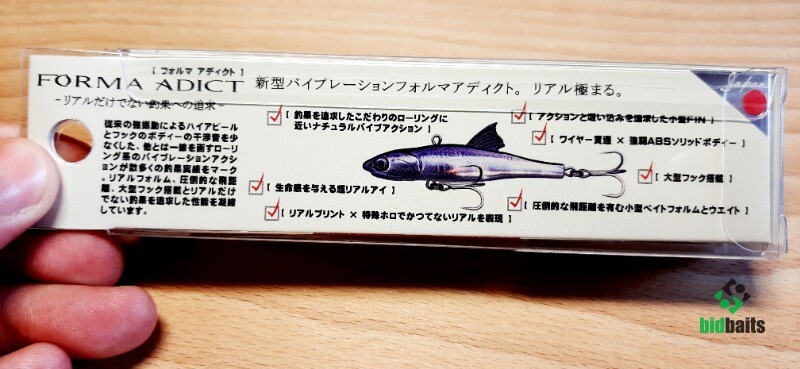 [ フォルマ アディクト ]
FORMA ADICT 新型バイブレーションフォルマアディクト。リアル極まる。
Japan
-リアルだけでない釣果への追求-
従来の強振動によるハイアピール
とフックのボディーの干渉音を少
なくした、他とは一線を画すローリ
ング系のバイブレーションアクシ
ョンが数多くの釣果実績をマーク
。リアルフォルム、圧倒的な飛距
離、大型フック搭載とリアルだけ
でない釣果を追求した性能を凝縮
しています。
[ 釣果を追求したこだわりのローリングに
近いナチュラルバイブアクション ]
[ アクションと吸い込みを追求した小型FIN ]
[ ワイヤー貫通 × 強靭ABSソリッドボディー ]
[ 大型フック搭載 ]
[ 生命感を与える超リアルアイ ]
[ リアルプリント × 特殊ホロでかつてないリアルを表現 ]
[ 圧倒的な飛距離を有む小型ベイトフォルムとウエイト ]
bidbaits